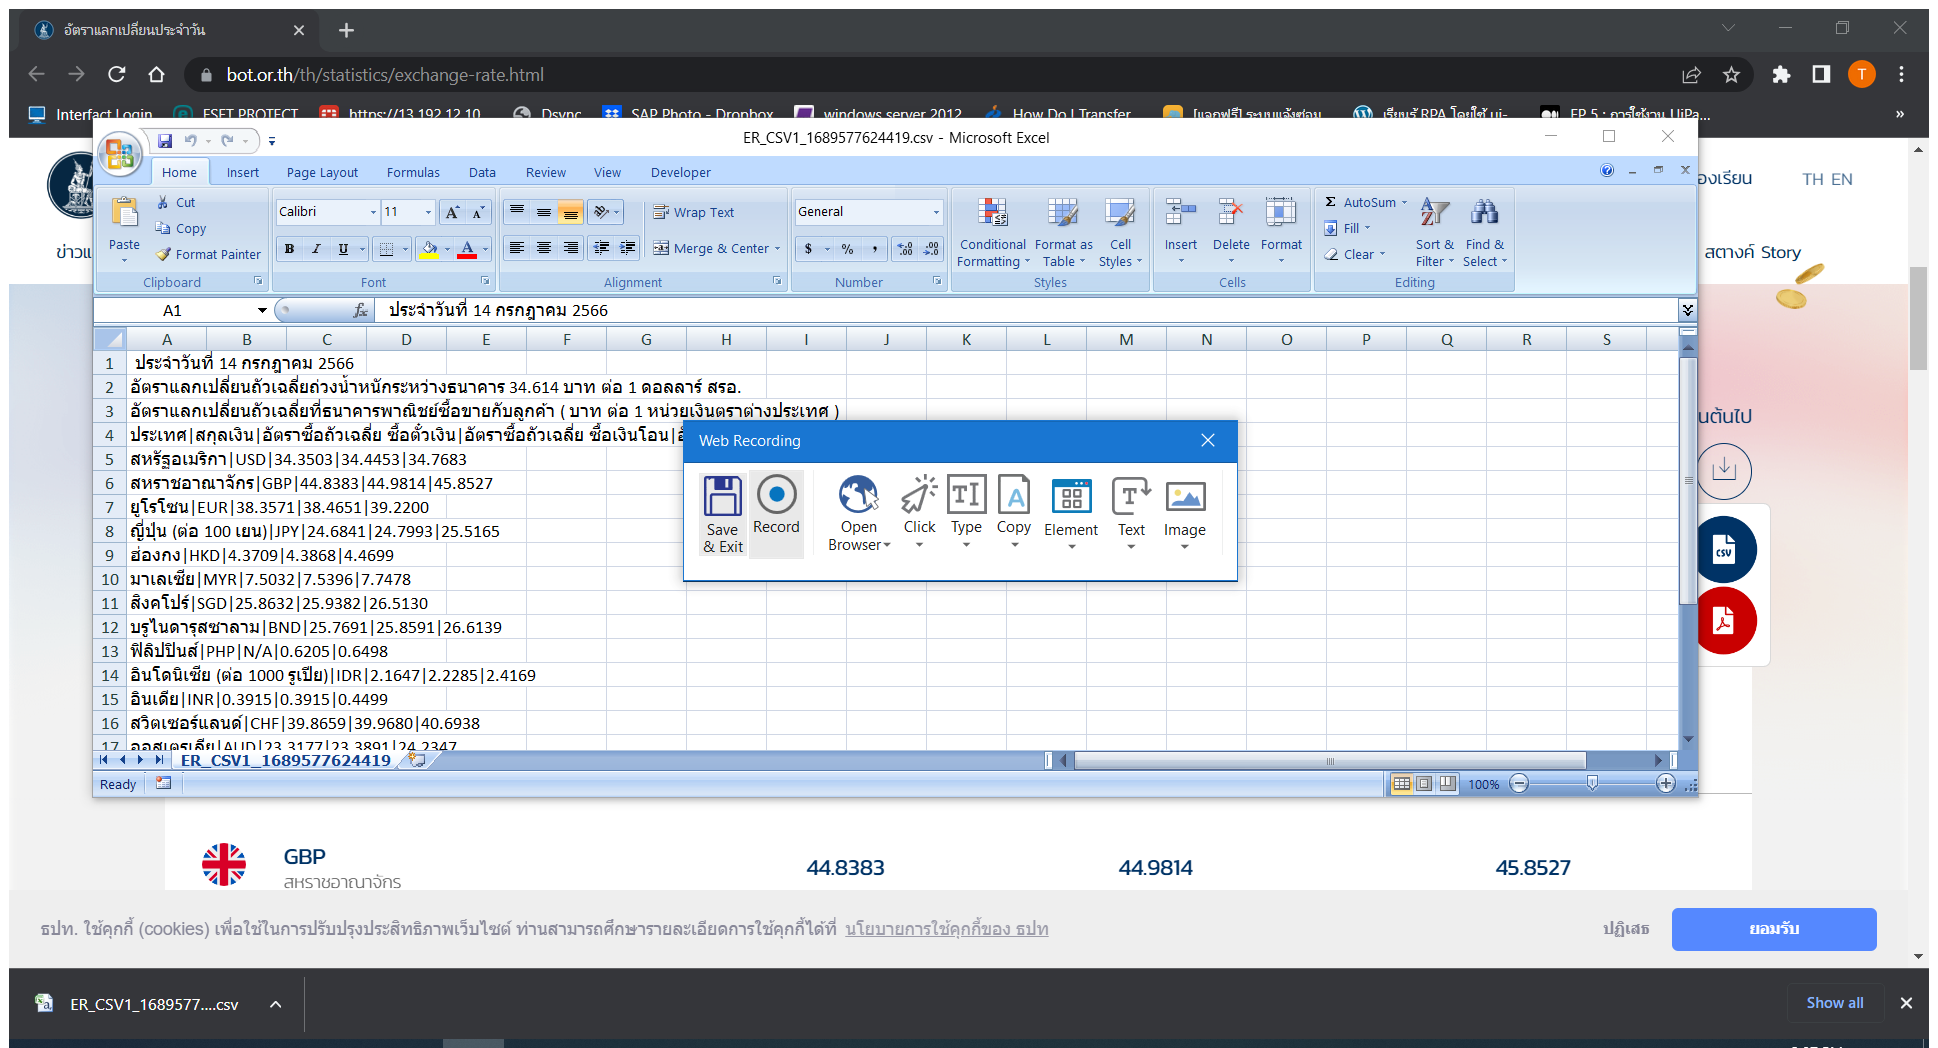 อัตราแลกเปลี่ยนประจำวัน
bot.or.th/th/statistics/exchange-rate.html
T
Interfact Login
ESET PROTECT
https://13.192.12.10
Dsync
SAP Photo - Dropbox
windows server 2012
How Do I Transfer
[แจกฟรี] ระบบแจ้งซ่อม
เรียนรู้ RPA โดยใช้ ui-
EP.5 : การใช้งาน UiPa...
»
ER_CSV1_1689577624419.csv - Microsoft Excel
Home Insert Page Layout Formulas Data Review View Developer
องเรียน TH EN
Paste
Cut
Copy
Format Painter
Clipboard
Calibri 11
B I U
Font
Wrap Text
Merge & Center
Alignment
General
$ % ,
Number
Conditional Formatting
Format as Table
Cell Styles
Styles
Insert Delete Format
Cells
AutoSum
Fill
Clear
Sort & Filter
Find & Select
Editing
ข่าวแ
สตางค์ Story
A1 fx ประจำวันที่ 14 กรกฎาคม 2566
A B C D E F G H I J K L M N O P Q R S
1 ประจำวันที่ 14 กรกฎาคม 2566
2 อัตราแลกเปลี่ยนถัวเฉลี่ยถ่วงน้ำหนักระหว่างธนาคาร 34.614 บาท ต่อ 1 ดอลลาร์ สรอ.
3 อัตราแลกเปลี่ยนถัวเฉลี่ยที่ธนาคารพาณิชย์ซื้อขายกับลูกค้า ( บาท ต่อ 1 หน่วยเงินตราต่างประเทศ )
4 ประเทศ|สกุลเงิน|อัตราซื้อถัวเฉลี่ย ซื้อตั๋วเงิน|อัตราซื้อถัวเฉลี่ย ซื้อเงินโอน|
5 สหรัฐอเมริกา|USD|34.3503|34.4453|34.7683
6 สหราชอาณาจักร|GBP|44.8383|44.9814|45.8527
7 ยูโรโซน|EUR|38.3571|38.4651|39.2200
8 ญี่ปุ่น (ต่อ 100 เยน)|JPY|24.6841|24.7993|25.5165
9 ฮ่องกง|HKD|4.3709|4.3868|4.4699
10 มาเลเซีย|MYR|7.5032|7.5396|7.7478
11 สิงคโปร์|SGD|25.8632|25.9382|26.5130
12 บรูไนดารุสซาลาม|BND|25.7691|25.8591|26.6139
13 ฟิลิปปินส์|PHP|N/A|0.6205|0.6498
14 อินโดนิเซีย (ต่อ 1000 รูเปีย)|IDR|2.1647|2.2285|2.4169
15 อินเดีย|INR|0.3915|0.3915|0.4499
16 สวิตเซอร์แลนด์|CHF|39.8659|39.9680|40.6938
17 ออสเตรเลีย|AUD|23.3177|23.3891|24.2347
Web Recording
Save & Exit
Record
Open Browser
Click
Type
Copy
Element
Text
Image
นต้นไป
CSV
ER_CSV1_1689577624419
Ready
100%
GBP 44.8383 44.9814 45.8527
สหราชอาณาจักร
ธปท. ใช้คุกกี้ (cookies) เพื่อใช้ในการปรับปรุงประสิทธิภาพเว็บไซต์ ท่านสามารถศึกษารายละเอียดการใช้คุกกี้ได้ที่ นโยบายการใช้คุกกี้ของ ธปท
ปฏิเสธ
ยอมรับ
ER_CSV1_1689577....csv
Show all